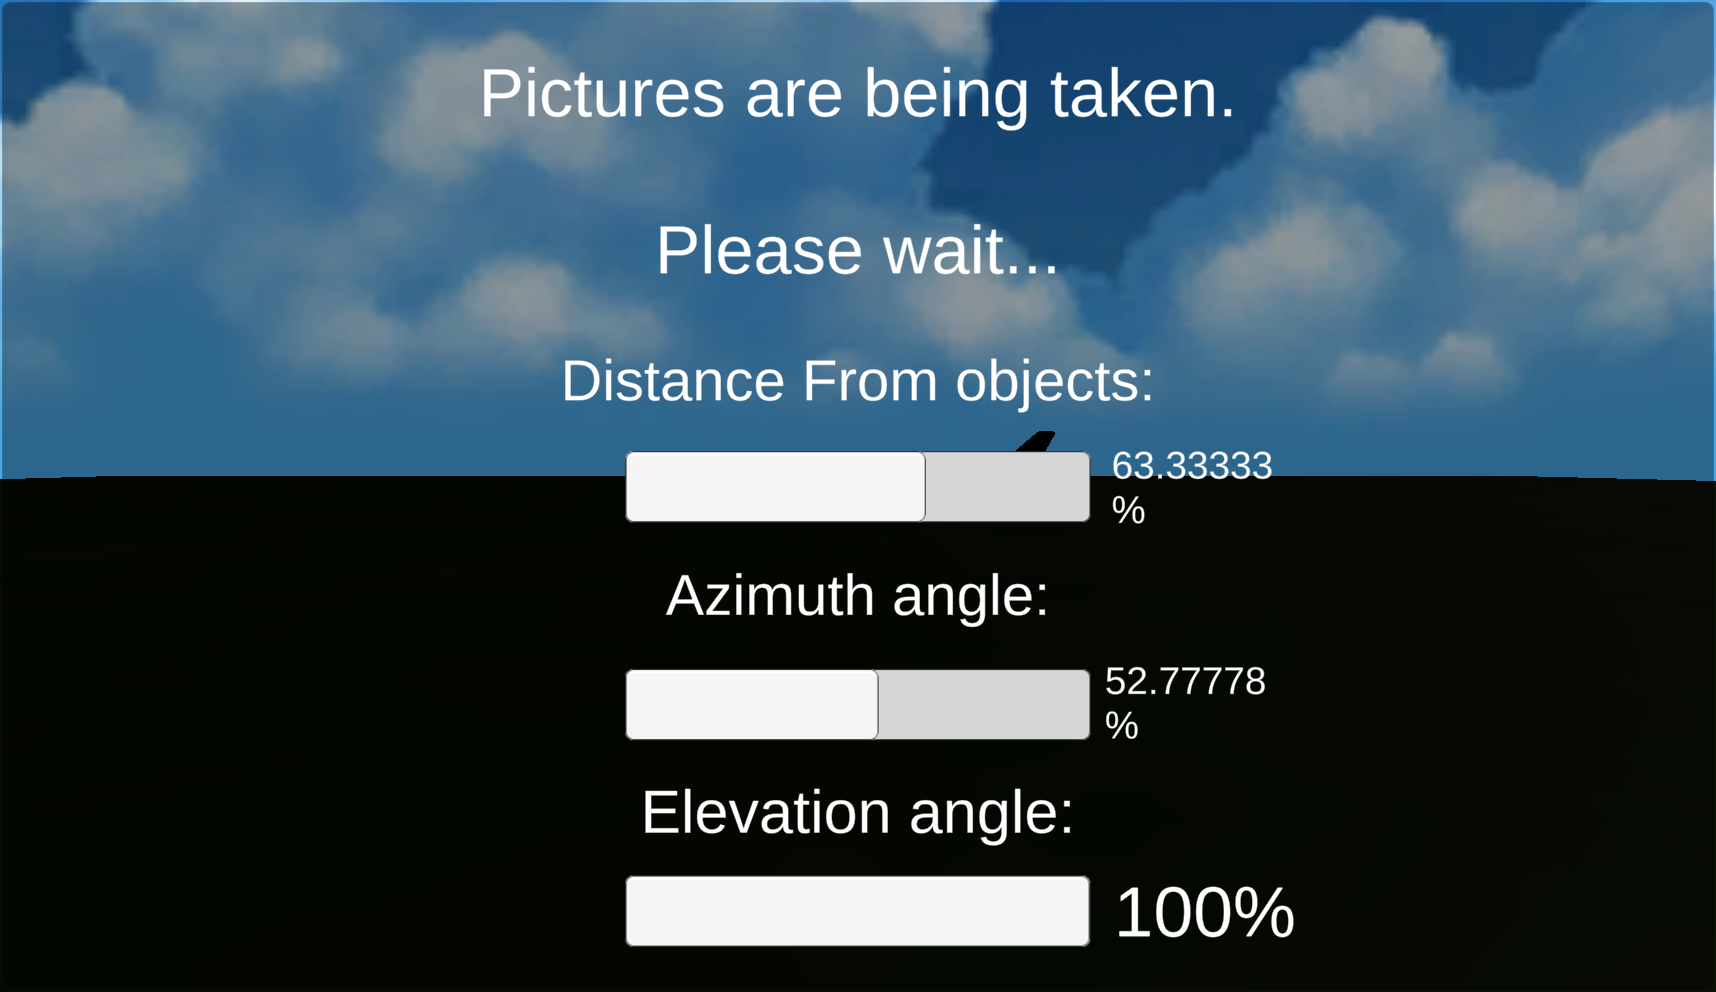 Pictures are being taken.
Please wait...
Distance From objects:
63.33333
%
Azimuth angle:
52.77778
%
Elevation angle:
100%